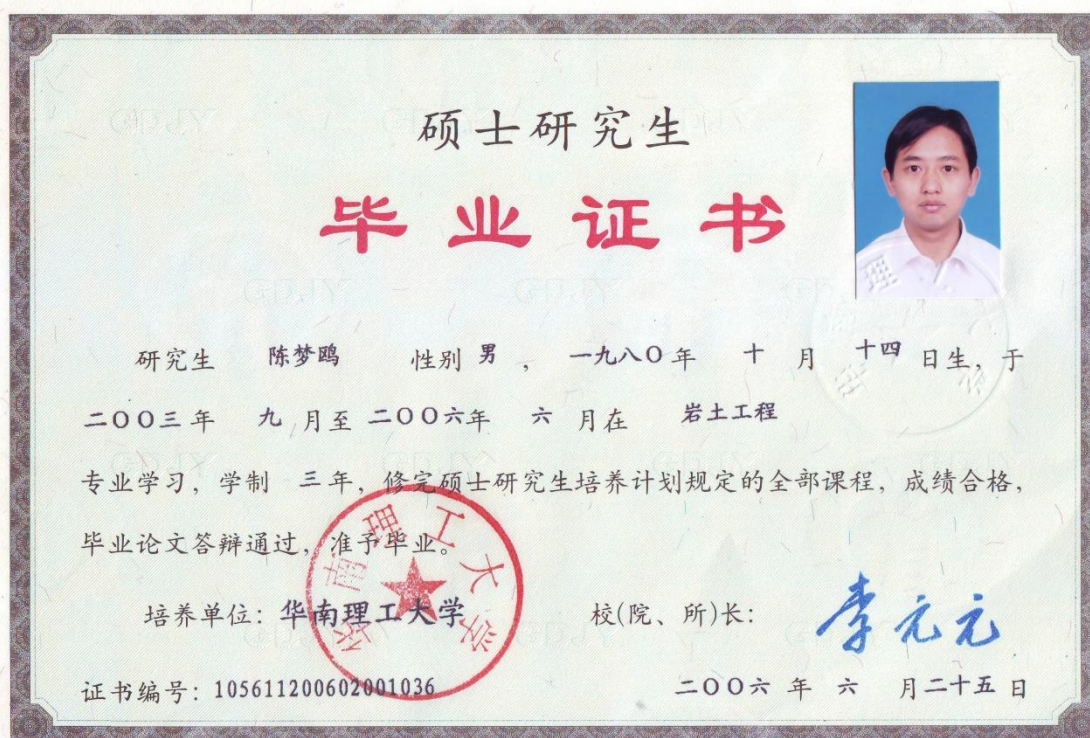 硕士研究生
毕业证书
研究生 陈梦鸥 性别 男 , 一九八〇年 十 月 十四 日生, 于
二〇〇三年 九 月至 二〇〇六年 六 月在 岩土工程
专业学习, 学制 三年, 修完硕士研究生培养计划规定的全部课程, 成绩合格,
毕业论文答辩通过, 准予毕业。
培养单位: 华南理工大学 校(院、所)长: 李元元
华南理工大学
证书编号: 105611200602001036 二〇〇六 年 六 月二十五日